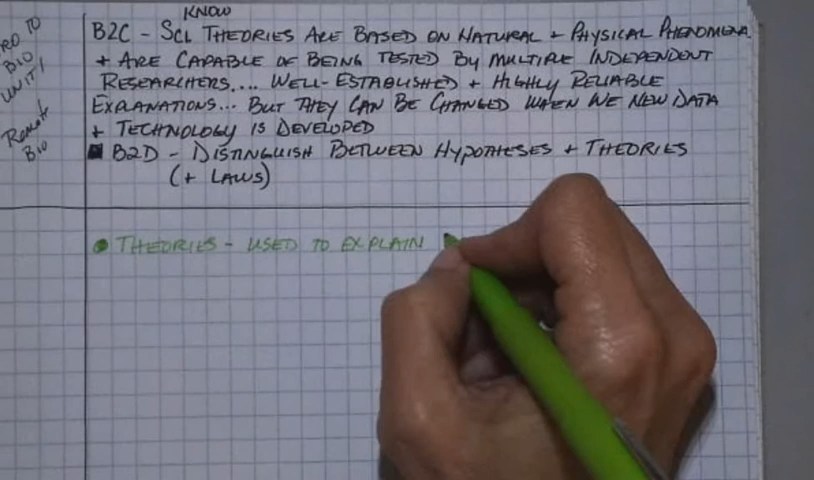 RO TO
BIO
UNIT 1
Remote
Bio
KNOW
B2C - SCI THEORIES ARE BASED ON NATURAL + PHYSICAL PHENOMENA
+ ARE CAPABLE OF BEING TESTED BY MULTIPLE INDEPENDENT
RESEARCHERS.... WELL-ESTABLISHED + HIGHLY RELIABLE
EXPLANATIONS... BUT THEY CAN BE CHANGED WHEN WE NEW DATA
+ TECHNOLOGY IS DEVELOPED
B2D - DISTINGUISH BETWEEN HYPOTHESES + THEORIES
(+ LAWS)
THEORIES - USED TO EXPLAIN